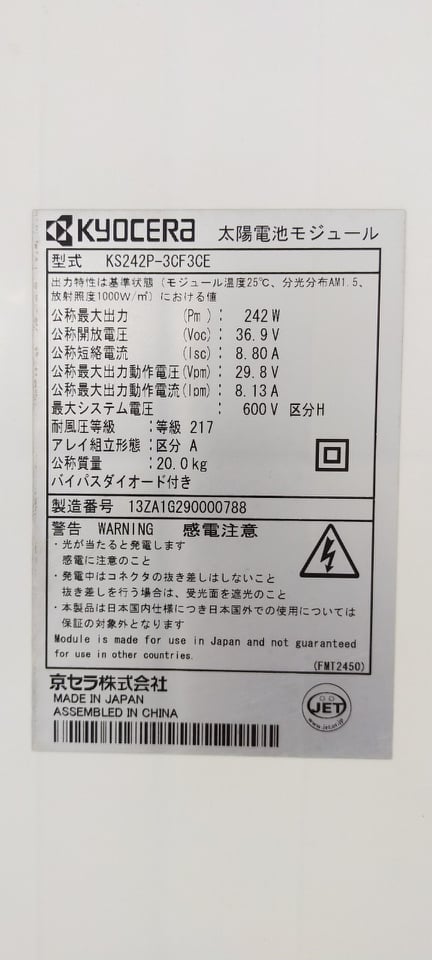 KYOCERA 太陽電池モジュール
型式 KS242P-3CF3CE
出力特性は基準状態（モジュール温度25℃、分光分布AM1.5、
放射照度1000W/㎡）における値
公称最大出力 (Pm) : 242 W
公称開放電圧 (Voc) : 36.9 V
公称短絡電流 (Isc) : 8.80 A
公称最大出力動作電圧(Vpm) : 29.8 V
公称最大出力動作電流(Ipm) : 8.13 A
最大システム電圧 : 600 V 区分H
耐風圧等級 : 等級 217
アレイ組立形態 : 区分 A
公称質量 : 20.0 kg
バイパスダイオード付き
製造番号 13ZA1G290000788
警告 WARNING 感電注意
・光が当たると発電します
感電に注意のこと
・発電中はコネクタの抜き差しはしないこと
抜き差しを行う場合は、受光面を遮光のこと
・本製品は日本国内仕様につき日本国外での使用については
保証の対象外となります
Module is made for use in Japan and not guaranteed
for use in other countries.
(FMT2450)
京セラ株式会社
MADE IN JAPAN
ASSEMBLED IN CHINA
JET
www.jet.or.jp